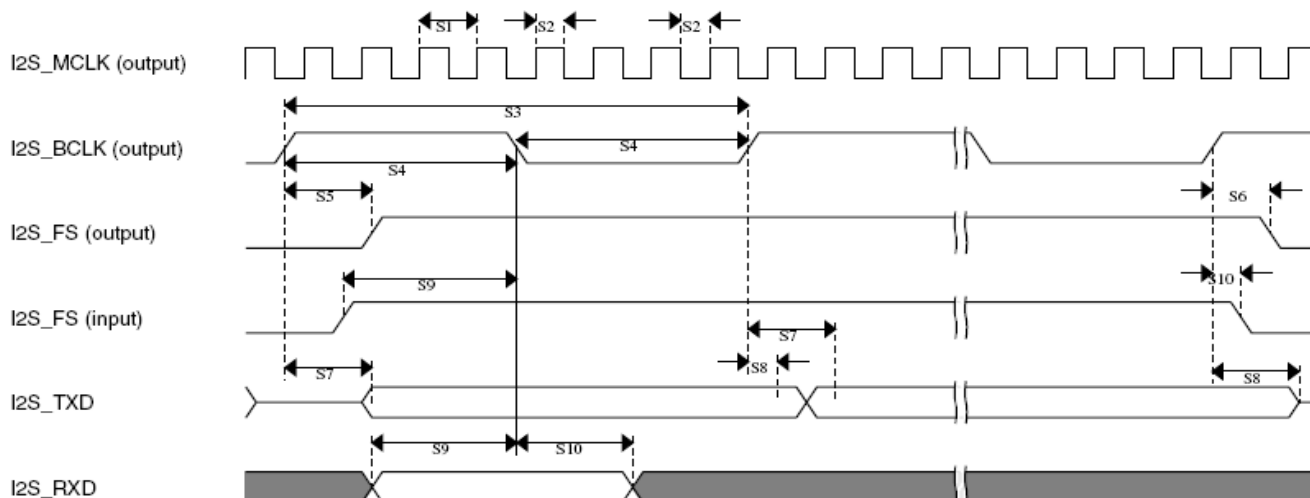 S1 S2 S2
I2S_MCLK (output)
S3
I2S_BCLK (output)
S4
S4
S5 S6
I2S_FS (output)
S9 S10
I2S_FS (input)
S7
S8
S7 S8
I2S_TXD
S9 S10
I2S_RXD